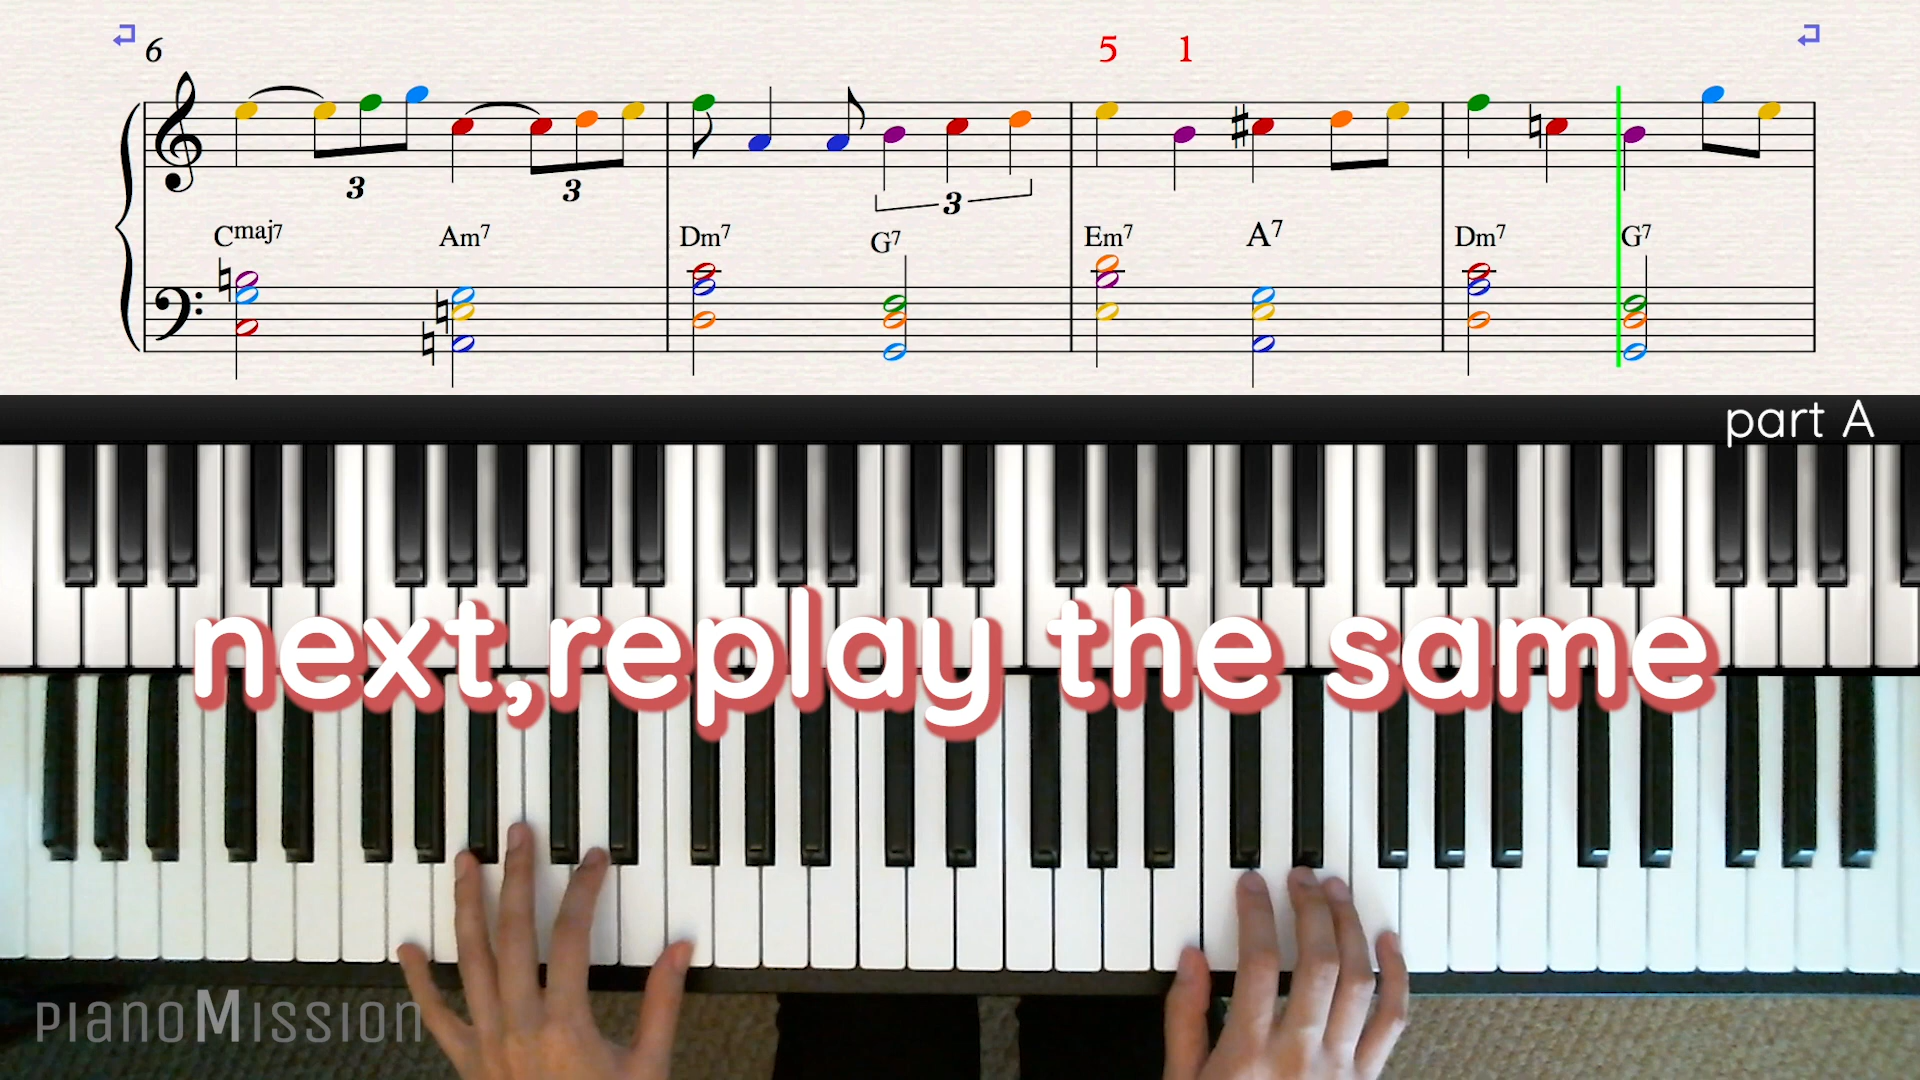 6
5 1
3 3
3
Cmaj7 Am7 Dm7 G7 Em7 A7 Dm7 G7
part A
next,replay the same
pianoMission